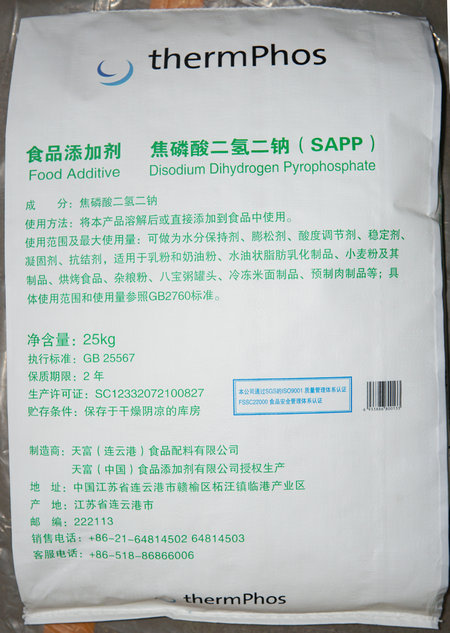 thermPhos
食品添加剂 焦磷酸二氢二钠(SAPP)
Food Additive Disodium Dihydrogen Pyrophosphate
成 分:焦磷酸二氢二钠
使用方法:将本产品溶解后或直接添加到食品中使用。
使用范围及最大使用量:可做为水分保持剂、膨松剂、酸度调节剂、稳定剂、
凝固剂、抗结剂,适用于乳粉和奶油粉、水油状脂肪乳化制品、小麦粉及其
制品、烘烤食品、杂粮粉、八宝粥罐头、冷冻米面制品、预制肉制品等;具
体使用范围和使用量参照GB2760标准。
净含量:25kg
执行标准:GB 25567
保质期限:2 年
生产许可证:SC12332072100827
贮存条件:保存于干燥阴凉的库房
本公司通过SGS的ISO9001 质量管理体系认证
FSSC22000 食品安全管理体系认证
制造商:天富(连云港)食品配料有限公司
天富(中国)食品添加剂有限公司授权生产
地 址:中国江苏省连云港市赣榆区柘汪镇临港产业区
产 地:江苏省连云港市
邮 编:222113
销售电话:+86-21-64814502 64814503
客服电话:+86-518-86866006
thermPhos